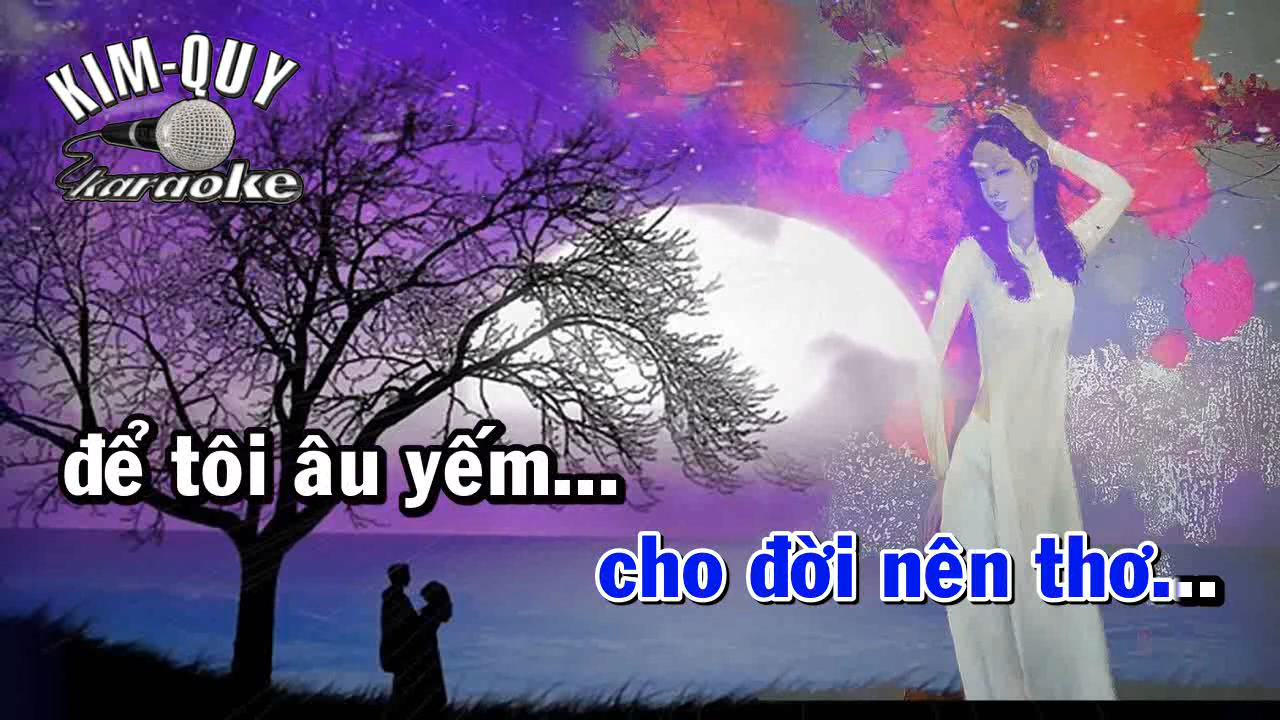 KIM-QUY
karaoke
để tôi âu yếm...
cho đời nên thơ...